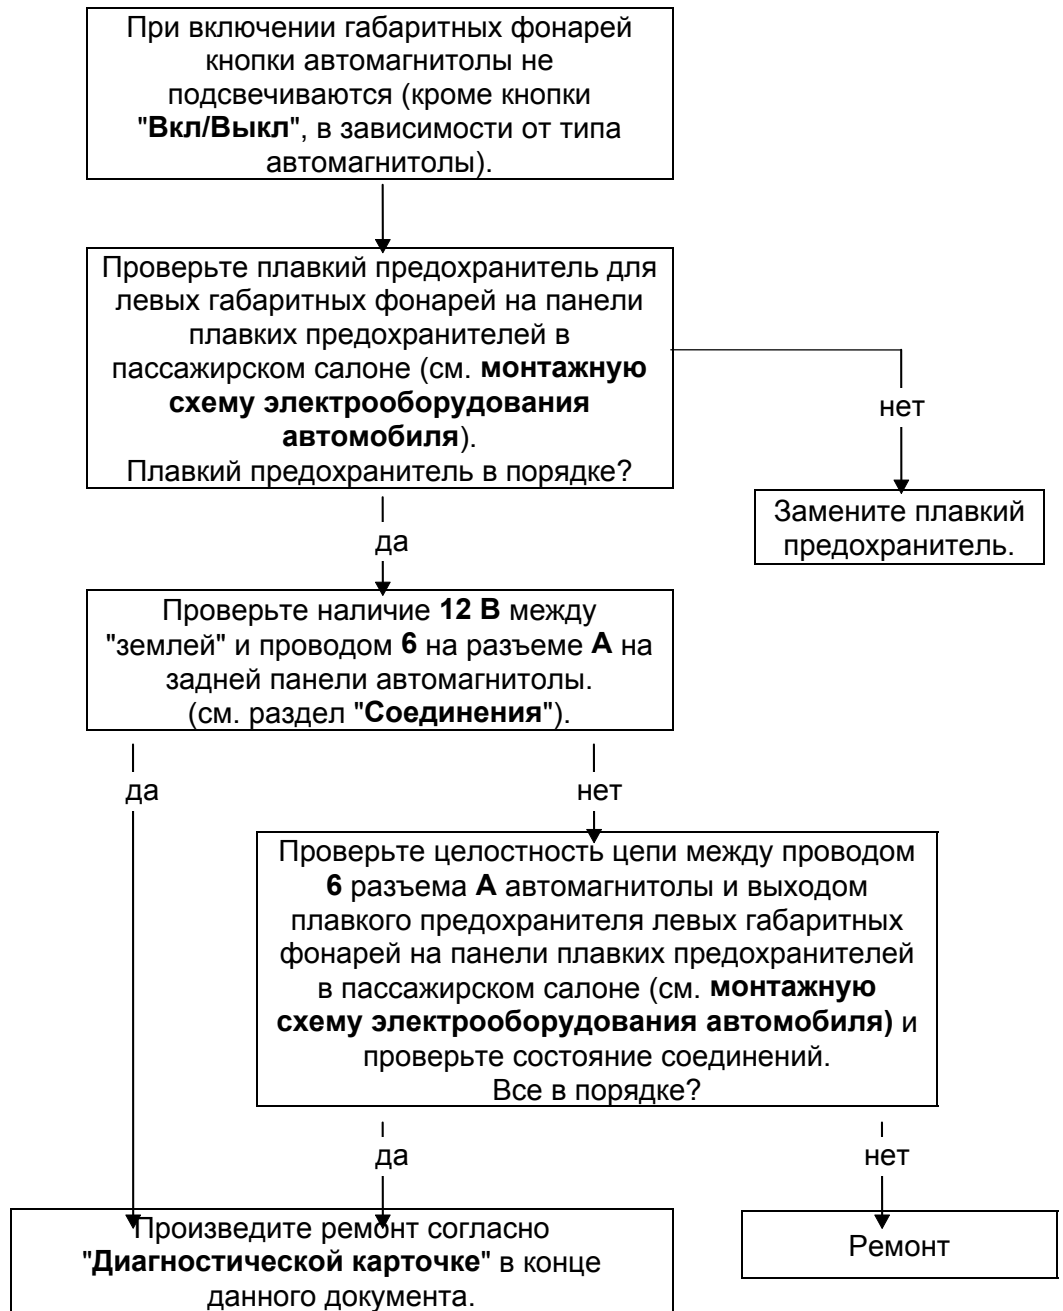 При включении габаритных фонарей
кнопки автомагнитолы не
подсвечиваются (кроме кнопки
"Вкл/Выкл", в зависимости от типа
автомагнитолы).
Проверьте плавкий предохранитель для
левых габаритных фонарей на панели
плавких предохранителей в
пассажирском салоне (см. монтажную
схему электрооборудования
автомобиля).
Плавкий предохранитель в порядке?
нет
Замените плавкий
предохранитель.
да
Проверьте наличие 12 В между
"землей" и проводом 6 на разъеме А на
задней панели автомагнитолы.
(см. раздел "Соединения").
да
нет
Проверьте целостность цепи между проводом
6 разъема А автомагнитолы и выходом
плавкого предохранителя левых габаритных
фонарей на панели плавких предохранителей
в пассажирском салоне (см. монтажную
схему электрооборудования автомобиля) и
проверьте состояние соединений.
Все в порядке?
да
нет
Произведите ремонт согласно
"Диагностической карточке" в конце
данного документа.
Ремонт